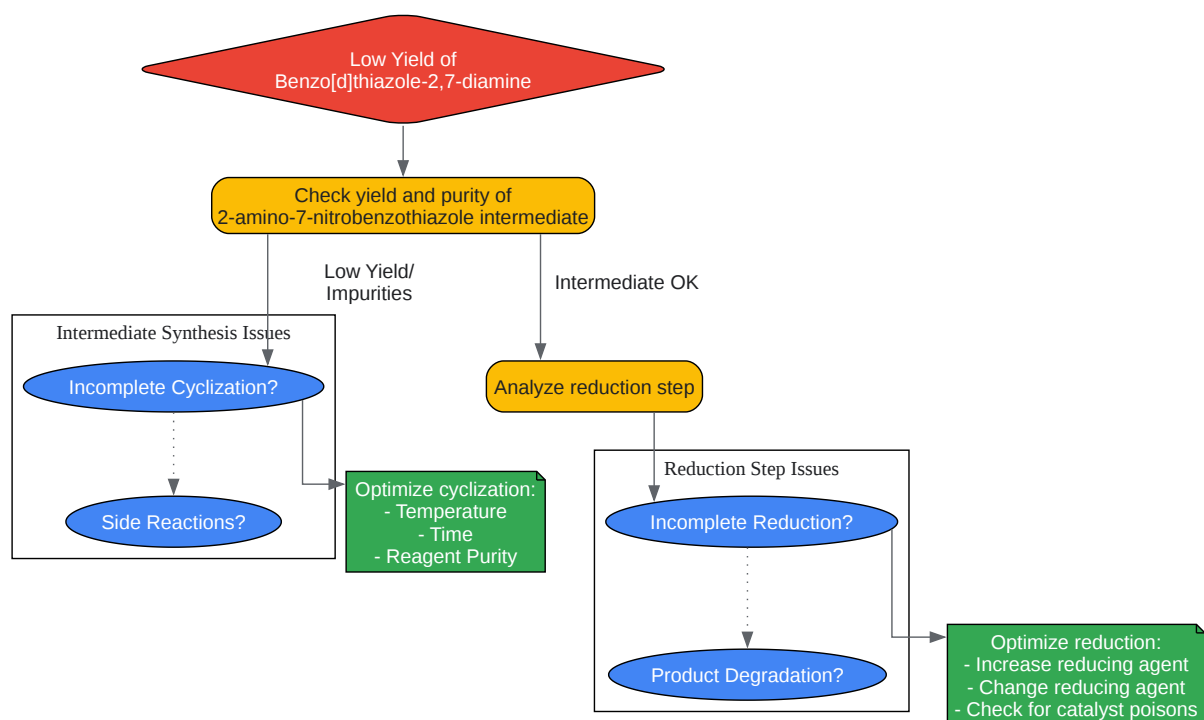 Low Yield of
Benzo[d]thiazole-2,7-diamine
Check yield and purity of
2-amino-7-nitrobenzothiazole intermediate
Low Yield/
Impurities
Intermediate OK
Intermediate Synthesis Issues
Incomplete Cyclization?
Analyze reduction step
Optimize cyclization:
- Temperature
- Time
- Reagent Purity
Side Reactions?
Reduction Step Issues
Incomplete Reduction?
Product Degradation?
Optimize reduction:
- Increase reducing agent
- Change reducing agent
- Check for catalyst poisons